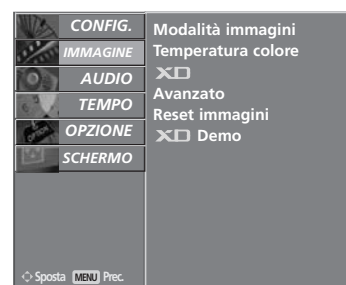 CONFIG.
IMMAGINE
AUDIO
TEMPO
OPZIONE
SCHERMO
Modalità immagini
Temperatura colore
XD
Avanzato
Reset immagini
XD Demo
Sposta MENU Prec.